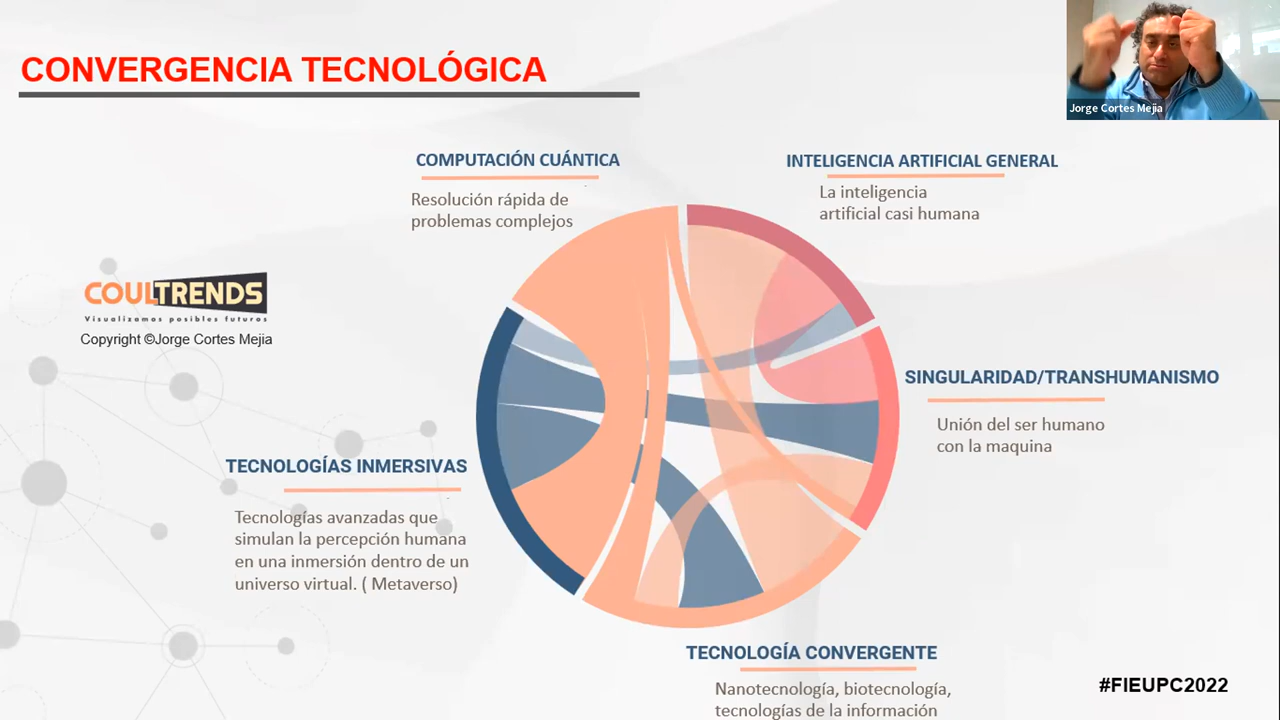 CONVERGENCIA TECNOLÓGICA
Jorge Cortes Mejia
COMPUTACIÓN CUÁNTICA
Resolución rápida de
problemas complejos
INTELIGENCIA ARTIFICIAL GENERAL
La inteligencia
artificial casi humana
COULTRENDS
Visualizamos posibles futuros
Copyright ©Jorge Cortes Mejia
SINGULARIDAD/TRANSHUMANISMO
Unión del ser humano
con la maquina
TECNOLOGÍAS INMERSIVAS
Tecnologías avanzadas que
simulan la percepción humana
en una inmersión dentro de un
universo virtual. ( Metaverso)
TECNOLOGÍA CONVERGENTE
Nanotecnología, biotecnología,
tecnologías de la información
#FIEUPC2022